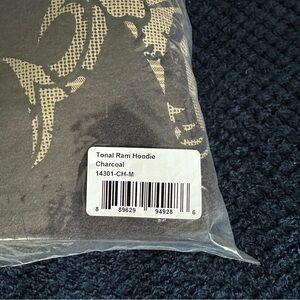 Tonal Ram Hoodie
Charcoal
14301-CH-M
8 89629 94928 6